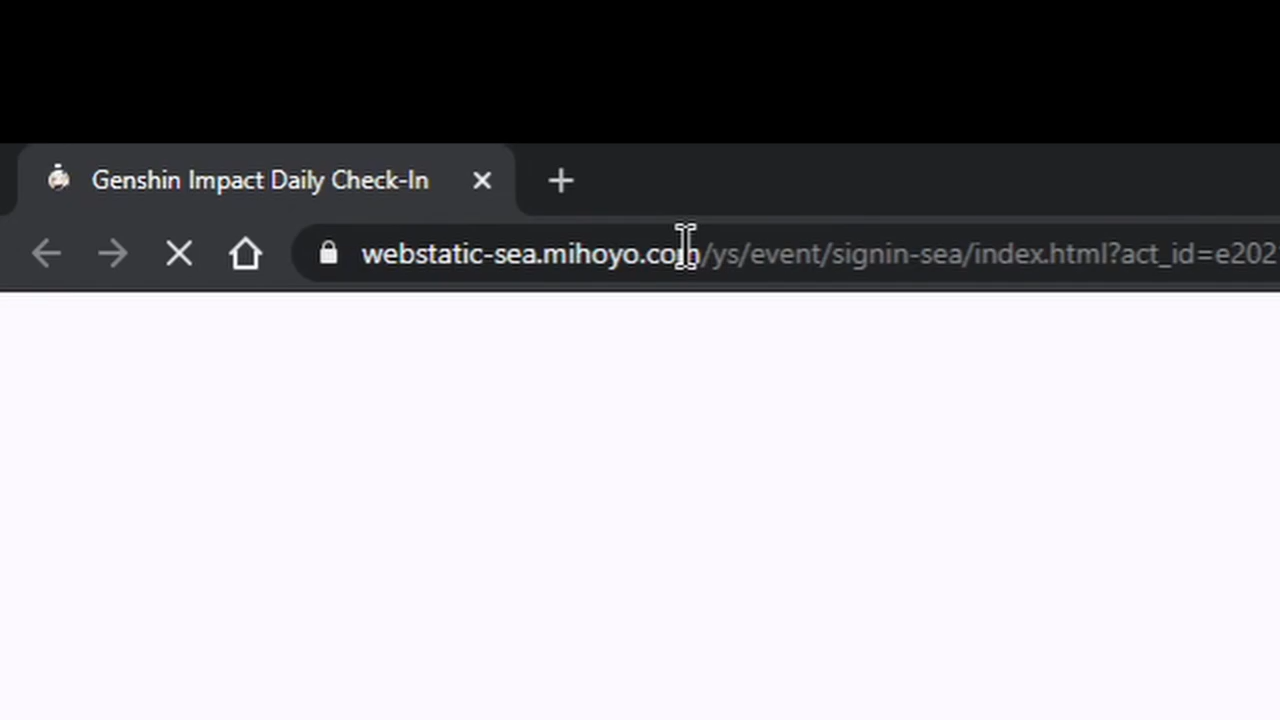 Genshin Impact Daily Check-In
webstatic-sea.mihoyo.com/ys/event/signin-sea/index.html?act_id=e202